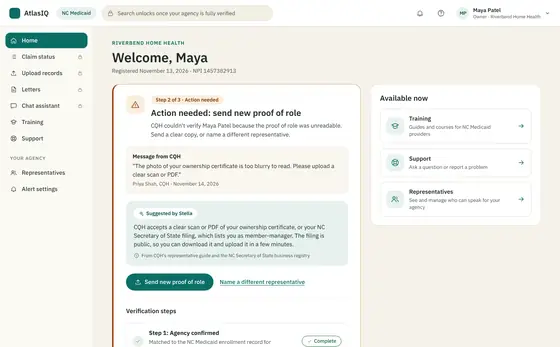 AtlasIQ
NC Medicaid
Search unlocks once your agency is fully verified
MP
Maya Patel
Owner · Riverbend Home Health
Home
Claim status
Upload records
Letters
Chat assistant
Training
Support
YOUR AGENCY
Representatives
Alert settings
RIVERBEND HOME HEALTH
Welcome, Maya
Registered November 13, 2026 · NPI 1457382913
Step 2 of 3 · Action needed
Action needed: send new proof of role
CQH couldn't verify Maya Patel because the proof of role was unreadable.
Send a clear copy, or name a different representative.
Message from CQH
"The photo of your ownership certificate is too blurry to read. Please upload a
clear scan or PDF."
Priya Shah, CQH · November 14, 2026
Suggested by Stella
CQH accepts a clear scan or PDF of your ownership certificate, or your NC
Secretary of State filing, which lists you as member-manager. The filing is
public, so you can download it and upload it in a few minutes.
From CQH's representative guide and the NC Secretary of State business registry
Send new proof of role
Name a different representative
Verification steps
Step 1: Agency confirmed
Matched to the NC Medicaid enrollment record for
Complete
Available now
Training
Guides and courses for NC Medicaid
providers
Support
Ask a question or report a problem
Representatives
See and manage who can speak for your
agency